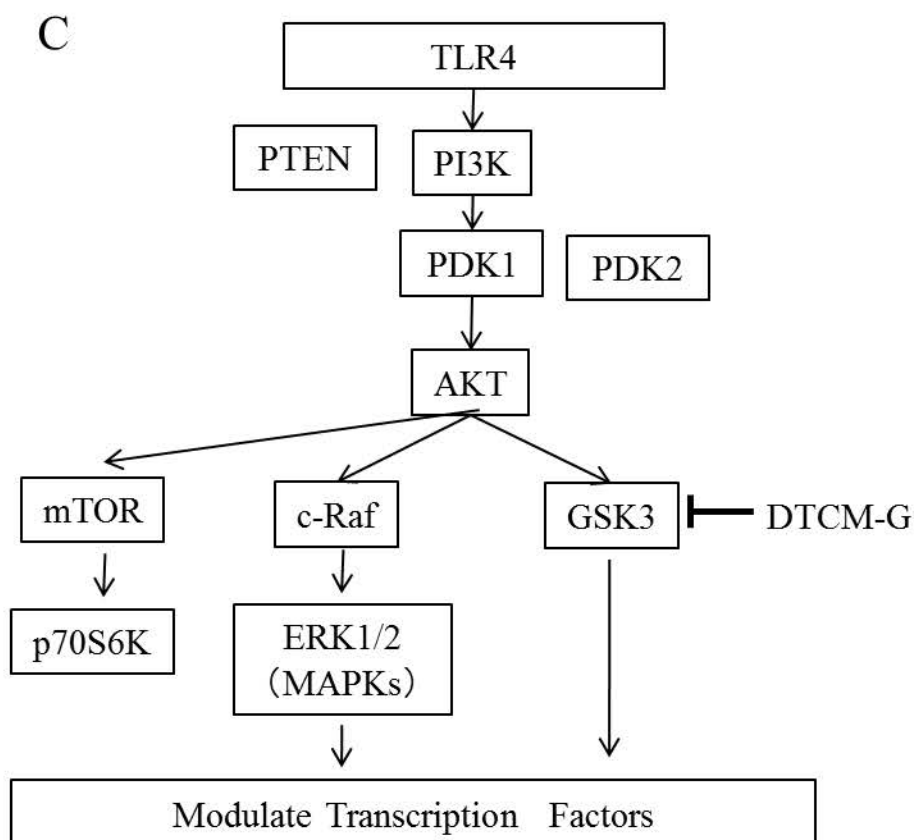 C
TLR4
PTEN
PI3K
PDK1
PDK2
AKT
mTOR
c-Raf
GSK3
DTCM-G
p70S6K
ERK1/2
（MAPKs）
Modulate Transcription Factors